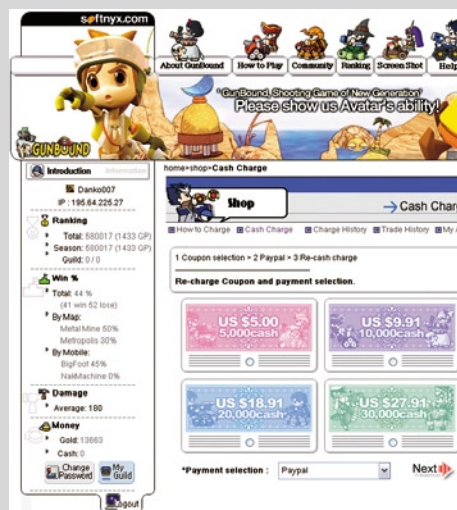 softnyx.com
About GunBound
How to Play
Community
Ranking
Screen Shot
Help
"GunBound, Shooting Game of New Generation"
Please show us Avatar's ability!
GUNBOUND
Introduction
Information
home>shop>Cash Charge
Danko007
IP : 195.64.225.27
Shop
Cash Charg
Ranking
Total: 680017 (1433 GP)
Season: 680017 (1433 GP)
Guild: 0 / 0
How to Charge
Cash Charge
Charge History
Trade History
My A
1 Coupon selection > 2 Paypal > 3 Re-cash charge
Re-charge Coupon and payment selection.
Win %
Total: 44 %
(41 win 52 lose)
By Map:
Metal Mine 50%
Metropolis 30%
By Mobile:
BigFoot 45%
NakMachine 0%
US $5.00
5,000cash
US $9.91
10,000cash
Damage
Average: 180
US $18.91
20,000cash
US $27.91
30,000cash
Money
Gold: 13663
Cash: 0
Change Password
My Guild
*Payment selection :
Paypal
Next
Logout